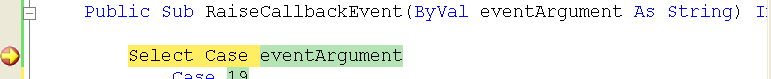 Public Sub RaiseCallbackEvent(ByVal eventArgument As String)
Select Case eventArgument
Case 19